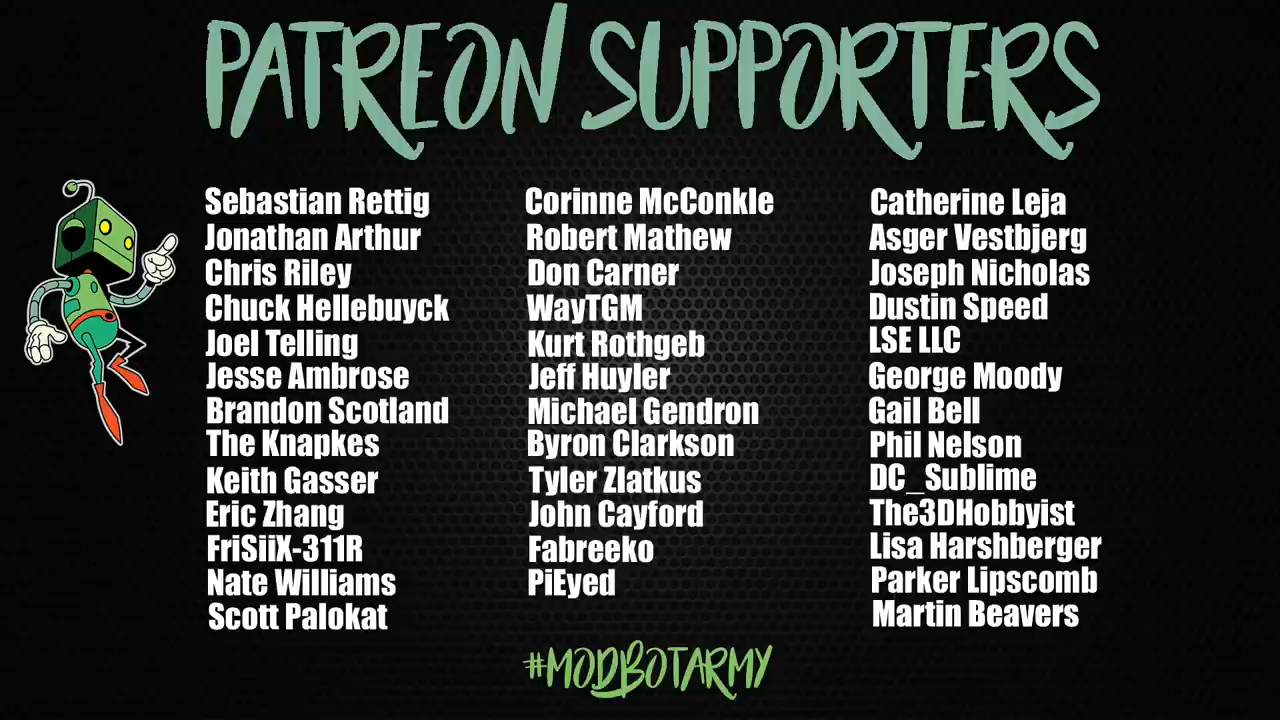 PATREON SUPPORTERS
Sebastian Rettig
Jonathan Arthur
Chris Riley
Chuck Hellebuyck
Joel Telling
Jesse Ambrose
Brandon Scotland
The Knapkes
Keith Gasser
Eric Zhang
FriSiiX-311R
Nate Williams
Scott Palokat
Corinne McConkle
Robert Mathew
Don Carner
WayTGM
Kurt Rothgeb
Jeff Huyler
Michael Gendron
Byron Clarkson
Tyler Zlatkus
John Cayford
Fabreeko
PiEyed
Catherine Leja
Asger Vestbjerg
Joseph Nicholas
Dustin Speed
LSE LLC
George Moody
Gail Bell
Phil Nelson
DC_Sublime
The3DHobbyist
Lisa Harshberger
Parker Lipscomb
Martin Beavers
#MODBOTARMY